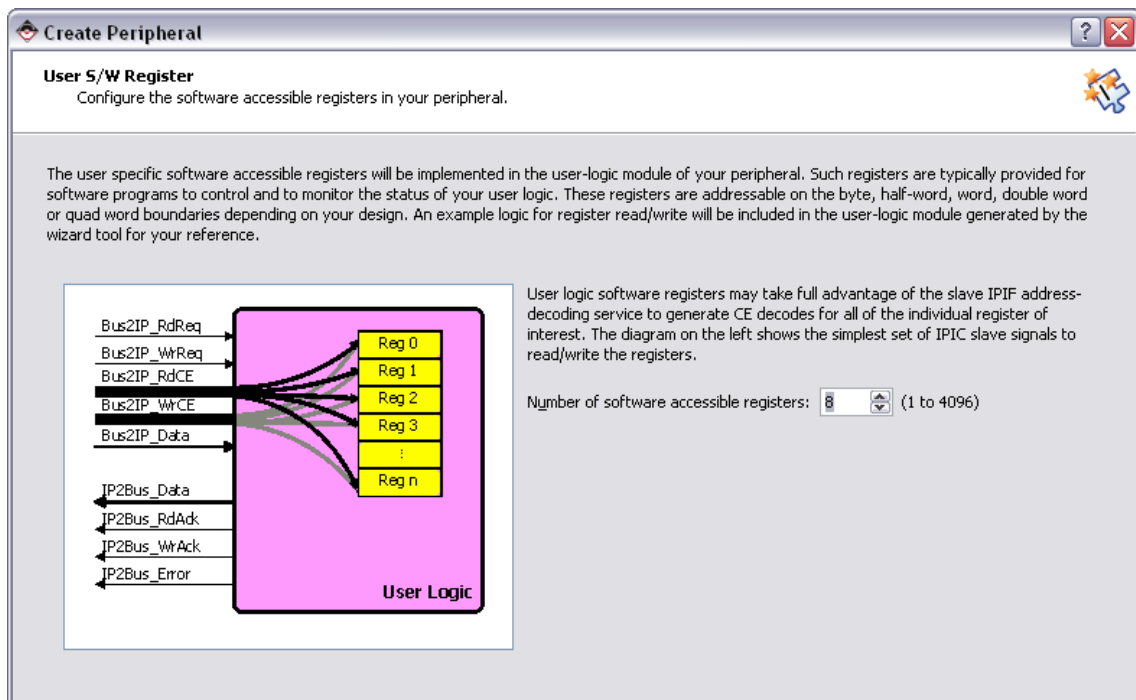 Create Peripheral
User S/W Register
Configure the software accessible registers in your peripheral.
The user specific software accessible registers will be implemented in the user-logic module of your peripheral. Such registers are typically provided for
software programs to control and to monitor the status of your user logic. These registers are addressable on the byte, half-word, word, double word
or quad word boundaries depending on your design. An example logic for register read/write will be included in the user-logic module generated by the
wizard tool for your reference.
Bus2IP_RdReq
Bus2IP_WrReq
Bus2IP_RdCE
Bus2IP_WrCE
Bus2IP_Data
IP2Bus_Data
IP2Bus_RdAck
IP2Bus_WrAck
IP2Bus_Error
Reg 0
Reg 1
Reg 2
Reg 3
⋮
Reg n
User Logic
User logic software registers may take full advantage of the slave IPIF address-
decoding service to generate CE decodes for all of the individual register of
interest. The diagram on the left shows the simplest set of IPIC slave signals to
read/write the registers.
Number of software accessible registers: 8 (1 to 4096)